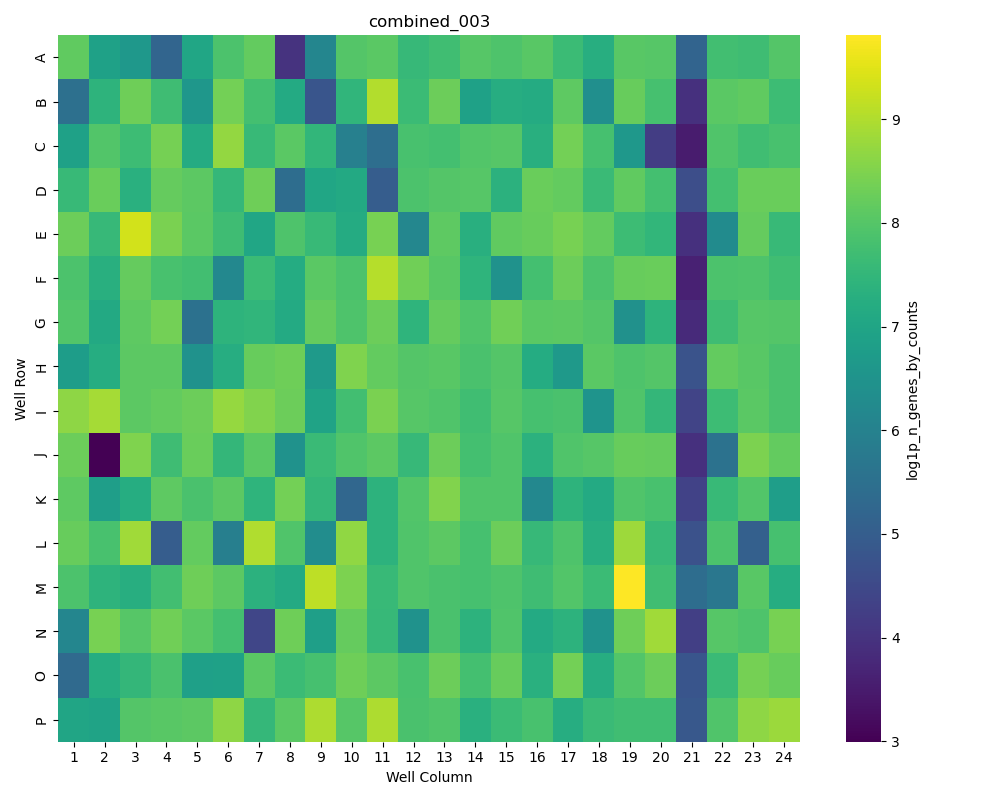 combined_003
A
B
C
D
E
F
G
H
I
J
K
L
M
N
O
P
Well Row
1 2 3 4 5 6 7 8 9 10 11 12 13 14 15 16 17 18 19 20 21 22 23 24
Well Column
9
8
7
6
5
4
3
log1p_n_genes_by_counts